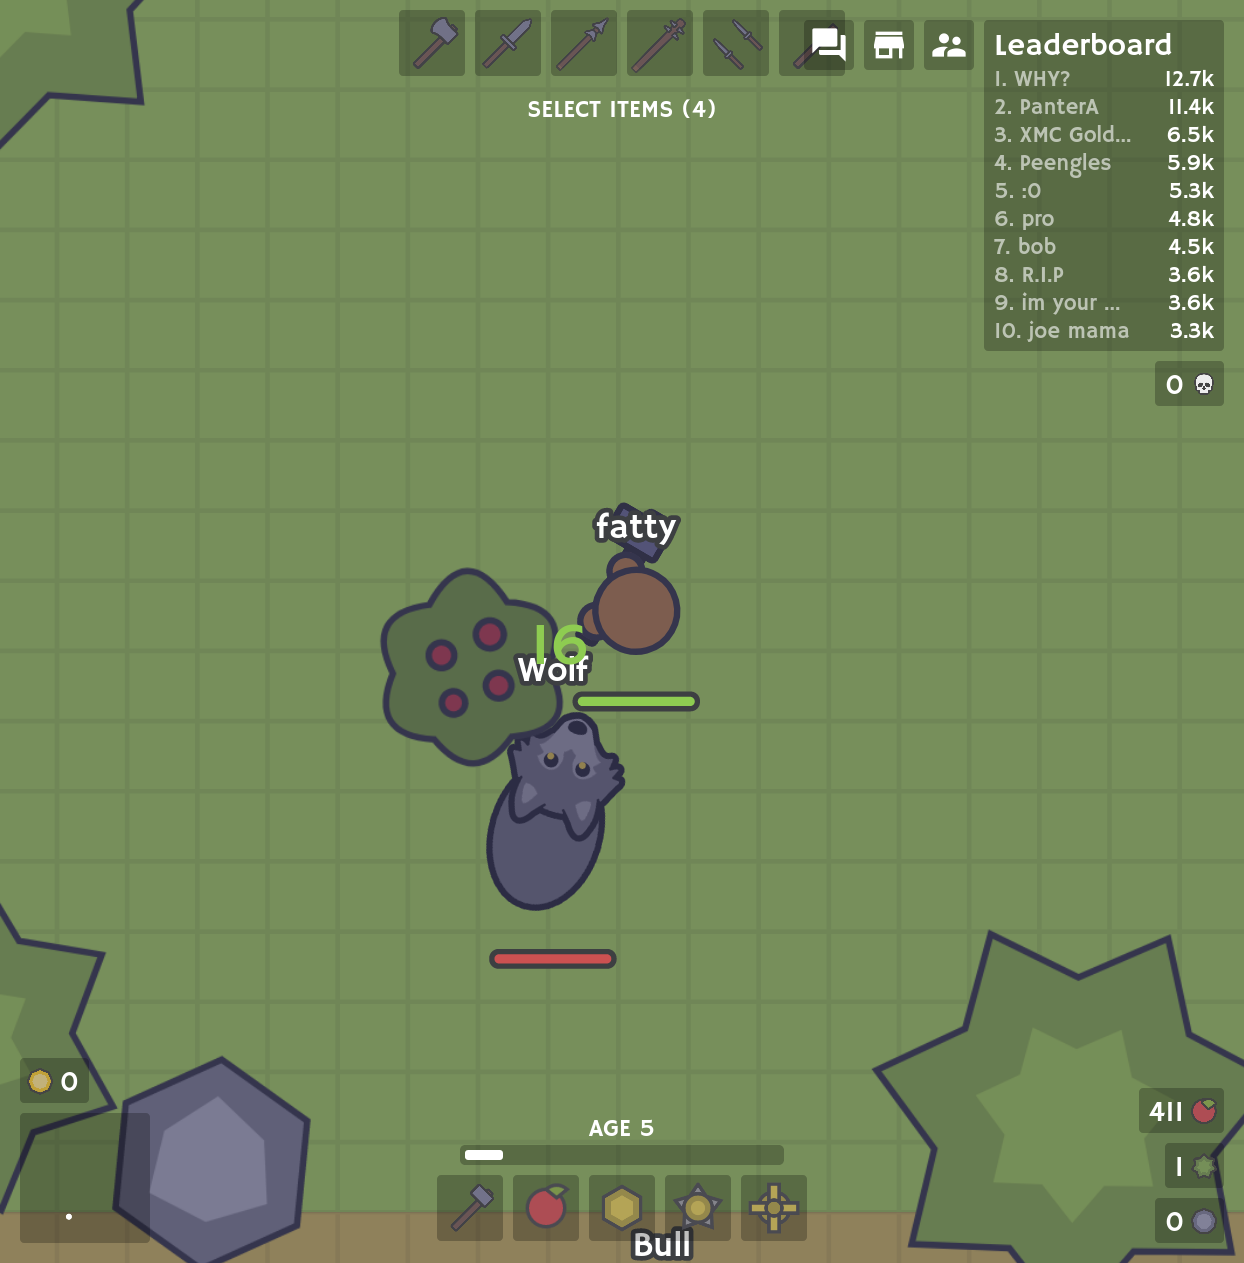 SELECT ITEMS (4)
Leaderboard
1. WHY? 12.7k
2. PanterA 11.4k
3. XMC Gold... 6.5k
4. Peengles 5.9k
5. :0 5.3k
6. pro 4.8k
7. bob 4.5k
8. R.I.P 3.6k
9. im your ... 3.6k
10. joe mama 3.3k
0
fatty
16
Wolf
0
AGE 5
411
1
0
Bull